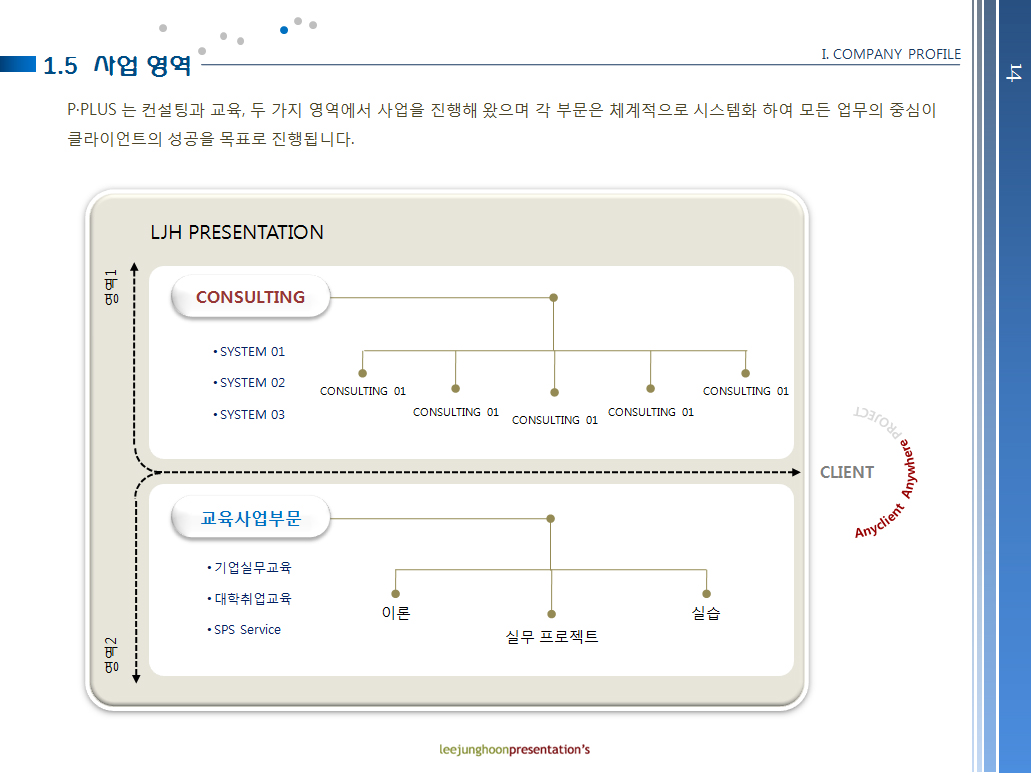 1.5 사업 영역
I. COMPANY PROFILE
14
P·PLUS 는 컨설팅과 교육, 두 가지 영역에서 사업을 진행해 왔으며 각 부문은 체계적으로 시스템화 하여 모든 업무의 중심이
클라이언트의 성공을 목표로 진행됩니다.
LJH PRESENTATION
영역1
CONSULTING
•SYSTEM 01
•SYSTEM 02
•SYSTEM 03
CONSULTING 01
CONSULTING 01
CONSULTING 01
CONSULTING 01
CONSULTING 01
CLIENT
PROJECT
Anyclient Anywhere
영역2
교육사업부문
•기업실무교육
•대학취업교육
•SPS Service
이론
실무 프로젝트
실습
leejunghoonpresentation's